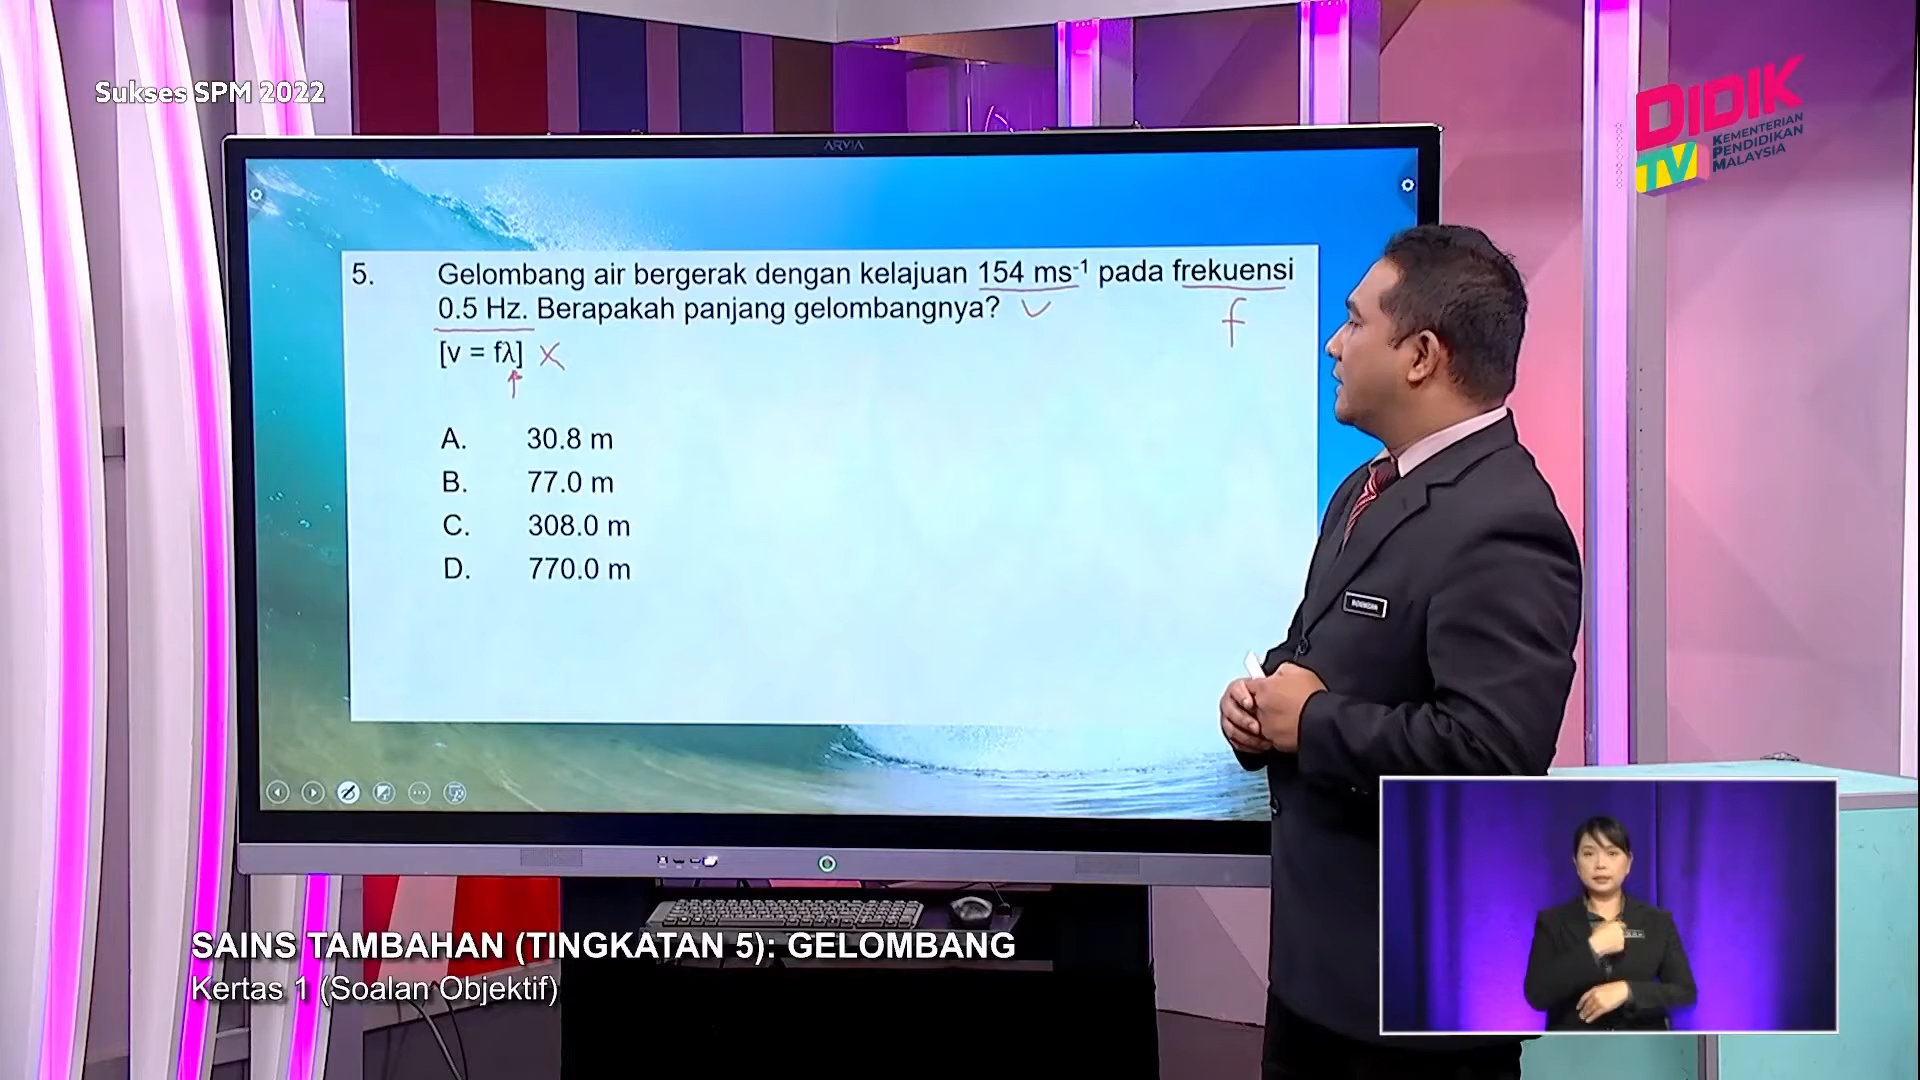 Sukses SPM 2022
DIDIK
TV
KEMENTERIAN
PENDIDIKAN
MALAYSIA
ARVIA
5. Gelombang air bergerak dengan kelajuan 154 ms⁻¹ pada frekuensi
0.5 Hz. Berapakah panjang gelombangnya? v f
[v = fλ] x
A. 30.8 m
B. 77.0 m
C. 308.0 m
D. 770.0 m
SAINS TAMBAHAN (TINGKATAN 5): GELOMBANG
Kertas 1 (Soalan Objektif)